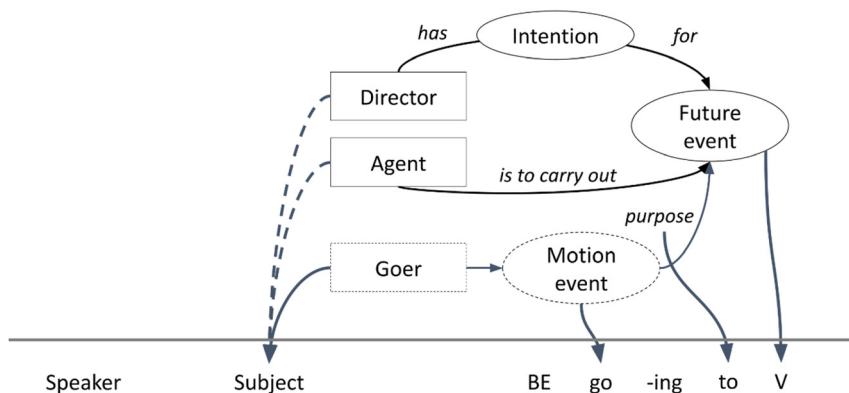 has
Intention
for
Director
Future
event
Agent
is to carry out
purpose
Goer
Motion
event
Speaker Subject BE go -ing to V